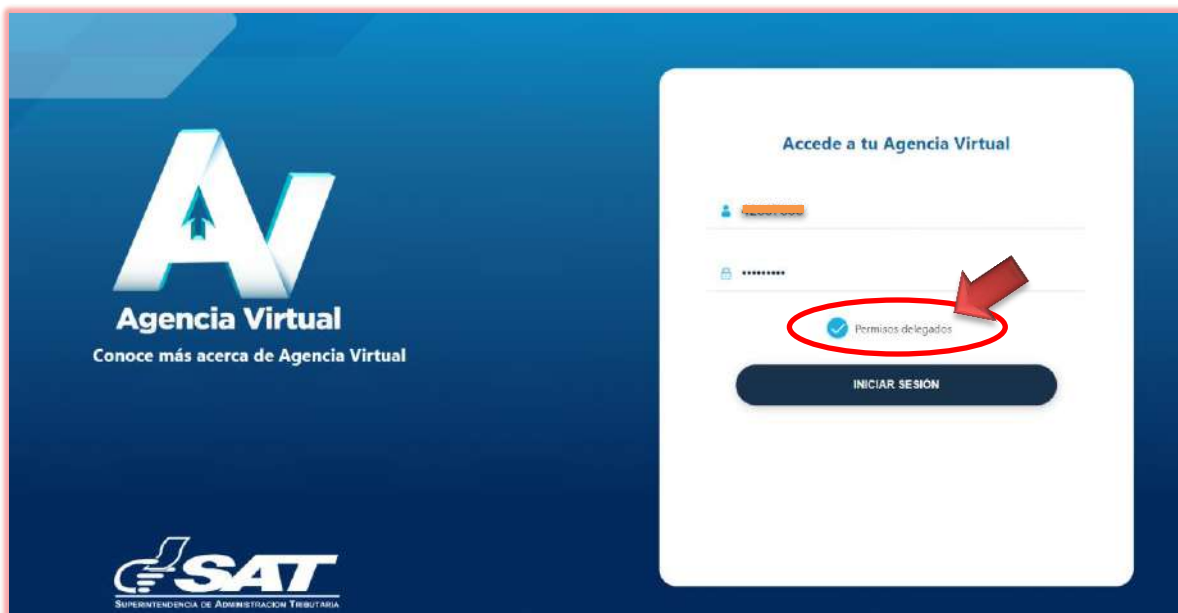 Agencia Virtual
Conoce más acerca de Agencia Virtual
SAT
SUPERINTENDENCIA DE ADMINISTRACIÓN TRIBUTARIA
Accede a tu Agencia Virtual
•••••••••
Permisos delegados
INICIAR SESIÓN